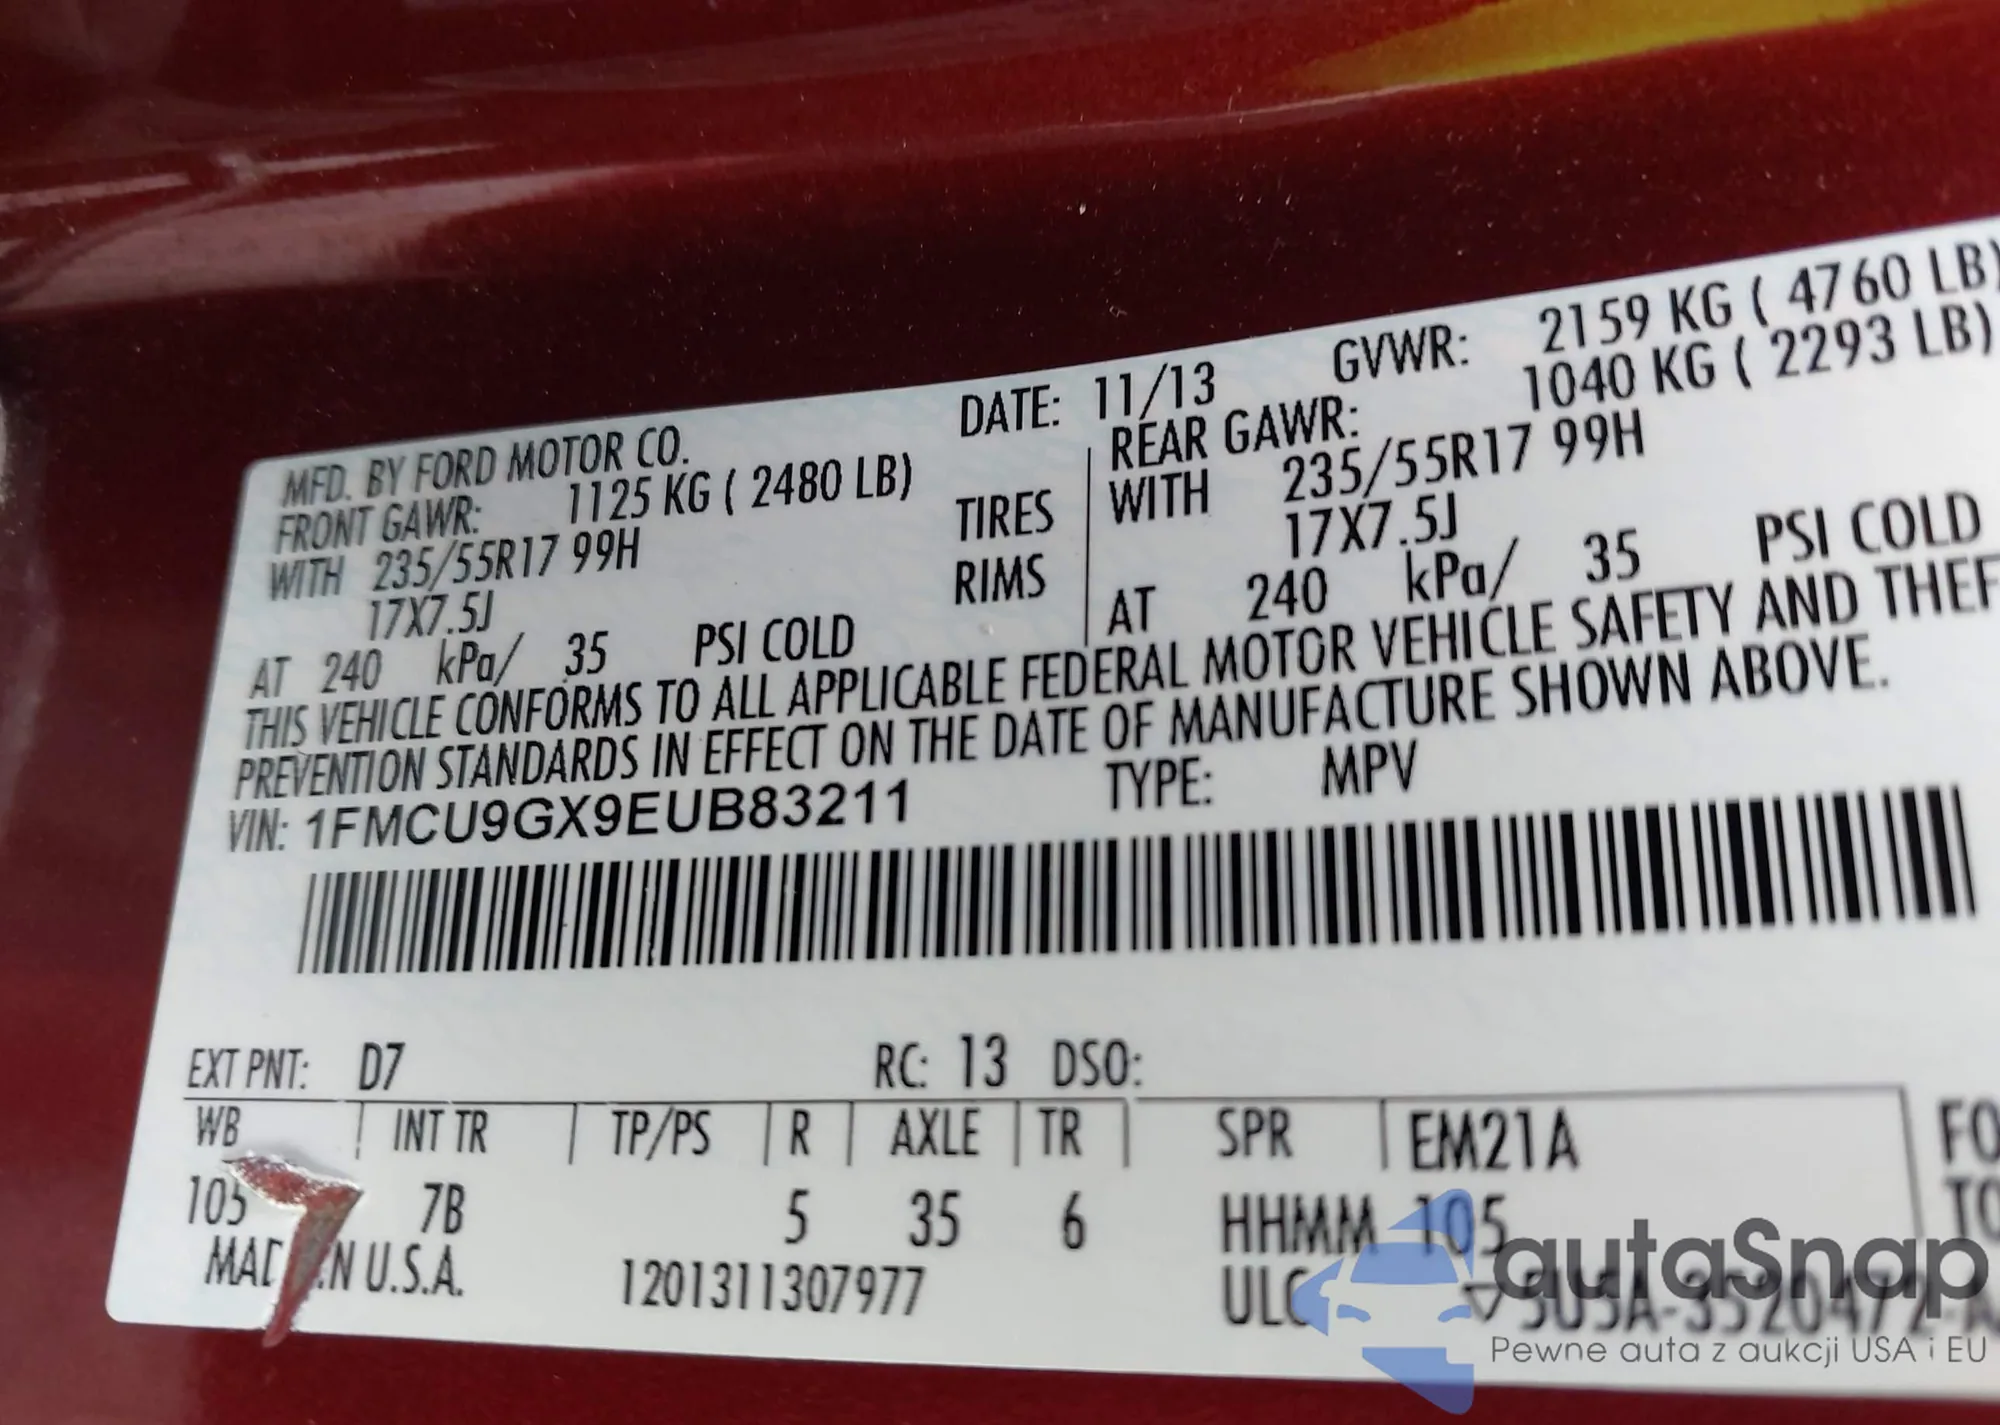 MFD. BY FORD MOTOR CO. DATE: 11/13 GVWR: 2159 KG ( 4760 LB)
FRONT GAWR: 1125 KG ( 2480 LB) REAR GAWR: 1040 KG ( 2293 LB)
WITH 235/55R17 99H TIRES WITH 235/55R17 99H
17X7.5J RIMS 17X7.5J
AT 240 kPa/ 35 PSI COLD AT 240 kPa/ 35 PSI COLD
THIS VEHICLE CONFORMS TO ALL APPLICABLE FEDERAL MOTOR VEHICLE SAFETY AND THEF
PREVENTION STANDARDS IN EFFECT ON THE DATE OF MANUFACTURE SHOWN ABOVE.
VIN: 1FMCU9GX9EUB83211 TYPE: MPV
EXT PNT: D7 RC: 13 DSO:
WB INT TR TP/PS R AXLE TR SPR EM21A FO
105 7B 5 35 6 HHMM 105 TO
MAD IN U.S.A. 1201311307977 ULC
autaSnap
Pewne auta z aukcji USA i EU